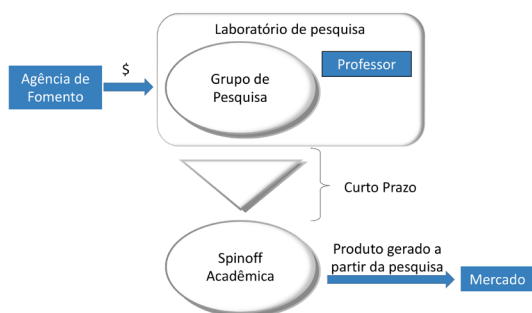 Laboratório de pesquisa
Agência de
Fomento
$
Grupo de
Pesquisa
Professor
Curto Prazo
Spinoff
Acadêmica
Produto gerado a
partir da pesquisa
Mercado